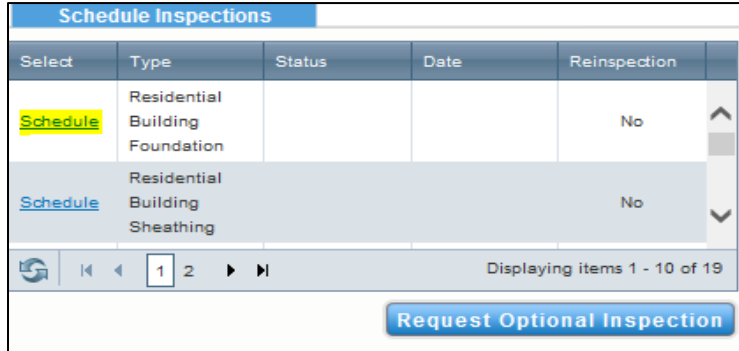 Schedule Inspections
Select Type Status Date Reinspection
Residential
Schedule Building No
Foundation
Residential
Schedule Building No
Sheathing
1 2 Displaying items 1 - 10 of 19
Request Optional Inspection